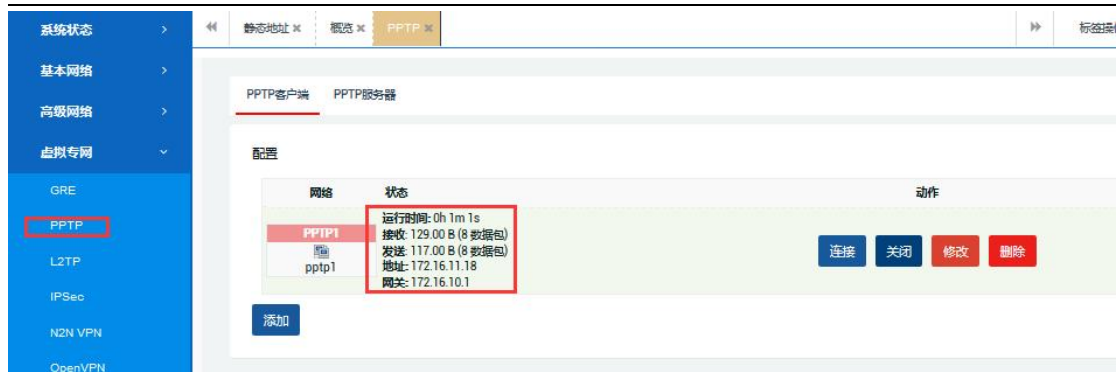 系统状态
基本网络
高级网络
虚拟专网
GRE
PPTP
L2TP
IPSec
N2N VPN
OpenVPN
静态地址 概览 PPTP 标签操
PPTP客户端 PPTP服务器
配置
网络 状态 动作
PPTP1
pptp1
运行时间: 0h 1m 1s
接收: 129.00 B (8 数据包)
发送: 117.00 B (8 数据包)
地址: 172.16.11.18
网关: 172.16.10.1
连接 关闭 修改 删除
添加